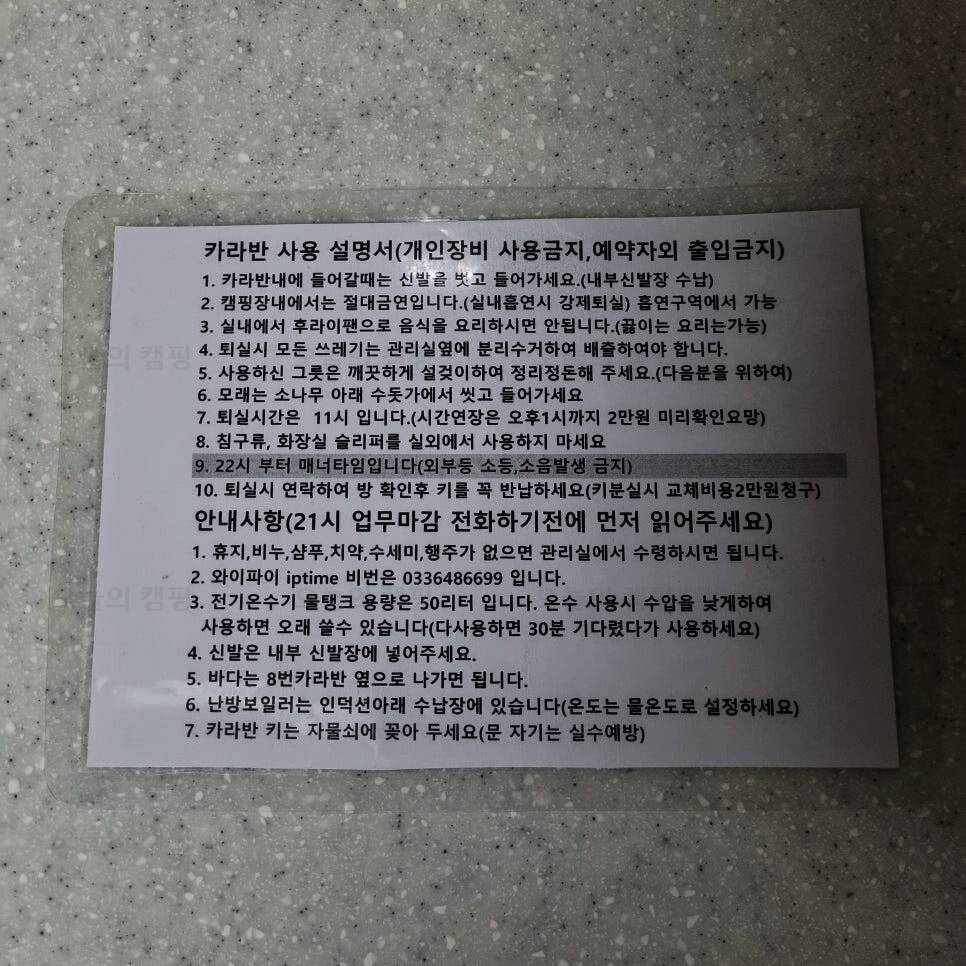 카라반 사용 설명서(개인장비 사용금지,예약자외 출입금지)
1. 카라반내에 들어갈때는 신발을 벗고 들어가세요.(내부신발장 수납)
2. 캠핑장내에서는 절대금연입니다.(실내흡연시 강제퇴실) 흡연구역에서 가능
3. 실내에서 후라이팬으로 음식을 요리하시면 안됩니다.(끓이는 요리는가능)
4. 퇴실시 모든 쓰레기는 관리실옆에 분리수거하여 배출하여야 합니다.
5. 사용하신 그릇은 깨끗하게 설겆이하여 정리정돈해 주세요.(다음분을 위하여)
6. 모래는 소나무 아래 수돗가에서 씻고 들어가세요
7. 퇴실시간은 11시 입니다.(시간연장은 오후1시까지 2만원 미리확인요망)
8. 침구류, 화장실 슬리퍼를 실외에서 사용하지 마세요
9. 22시 부터 매너타임입니다(외부등 소등,소음발생 금지)
10. 퇴실시 연락하여 방 확인후 키를 꼭 반납하세요(키분실시 교체비용2만원청구)
안내사항(21시 업무마감 전화하기전에 먼저 읽어주세요)
1. 휴지,비누,샴푸,치약,수세미,행주가 없으면 관리실에서 수령하시면 됩니다.
2. 와이파이 iptime 비번은 0336486699 입니다.
3. 전기온수기 물탱크 용량은 50리터 입니다. 온수 사용시 수압을 낮게하여
사용하면 오래 쓸수 있습니다(다사용하면 30분 기다렸다가 사용하세요)
4. 신발은 내부 신발장에 넣어주세요.
5. 바다는 8번카라반 옆으로 나가면 됩니다.
6. 난방보일러는 인덕션아래 수납장에 있습니다(온도는 물온도로 설정하세요)
7. 카라반 키는 자물쇠에 꽂아 두세요(문 자기는 실수예방)